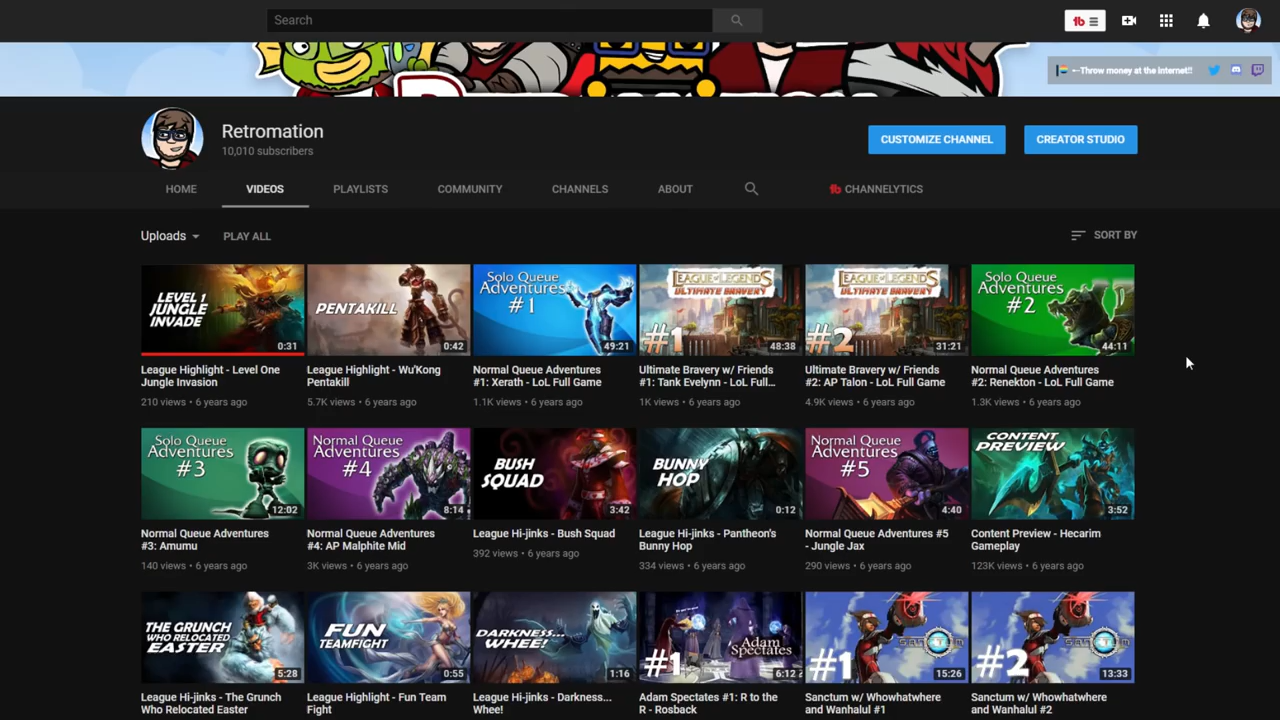 Search
tb
←--Throw money at the Internet!!
Retromation
10,010 subscribers
CUSTOMIZE CHANNEL
CREATOR STUDIO
HOME
VIDEOS
PLAYLISTS
COMMUNITY
CHANNELS
ABOUT
CHANNELYTICS
Uploads
PLAY ALL
SORT BY
LEVEL 1
JUNGLE
INVADE
0:31
PENTAKILL
0:42
Solo Queue
Adventures
#1
49:21
LEAGUE OF LEGENDS
ULTIMATE BRAVERY
#1
48:38
LEAGUE OF LEGENDS
ULTIMATE BRAVERY
#2
31:21
Solo Queue
Adventures
#2
44:11
League Highlight - Level One
Jungle Invasion
210 views • 6 years ago
League Highlight - Wu'Kong
Pentakill
5.7K views • 6 years ago
Normal Queue Adventures
#1: Xerath - LoL Full Game
1.1K views • 6 years ago
Ultimate Bravery w/ Friends
#1: Tank Evelynn - LoL Full...
1K views • 6 years ago
Ultimate Bravery w/ Friends
#2: AP Talon - LoL Full Game
4.9K views • 6 years ago
Normal Queue Adventures
#2: Renekton - LoL Full Game
1.3K views • 6 years ago
Solo Queue
Adventures
#3
12:02
Normal Queue
Adventures
#4
8:14
BUSH
SQUAD
3:42
BUNNY
HOP
0:12
Normal Queue
Adventures
#5
4:40
CONTENT
PREVIEW
3:52
Normal Queue Adventures
#3: Amumu
140 views • 6 years ago
Normal Queue Adventures
#4: AP Malphite Mid
3K views • 6 years ago
League Hi-jinks - Bush Squad
392 views • 6 years ago
League Hi-jinks - Pantheon's
Bunny Hop
334 views • 6 years ago
Normal Queue Adventures #5
- Jungle Jax
290 views • 6 years ago
Content Preview - Hecarim
Gameplay
123K views • 6 years ago
THE GRUNCH
WHO RELOCATED
EASTER
5:28
FUN
TEAMFIGHT
0:55
DARKNESS...
WHEE!
1:16
Adam
Spectates
#1
6:12
SANCTUM
#1
15:26
SANCTUM
#2
13:33
League Hi-jinks - The Grunch
Who Relocated Easter
League Highlight - Fun Team
Fight
League Hi-jinks - Darkness...
Whee!
Adam Spectates #1: R to the
R - Rosback
Sanctum w/ Whowhatwhere
and Wanhalul #1
Sanctum w/ Whowhatwhere
and Wanhalul #2